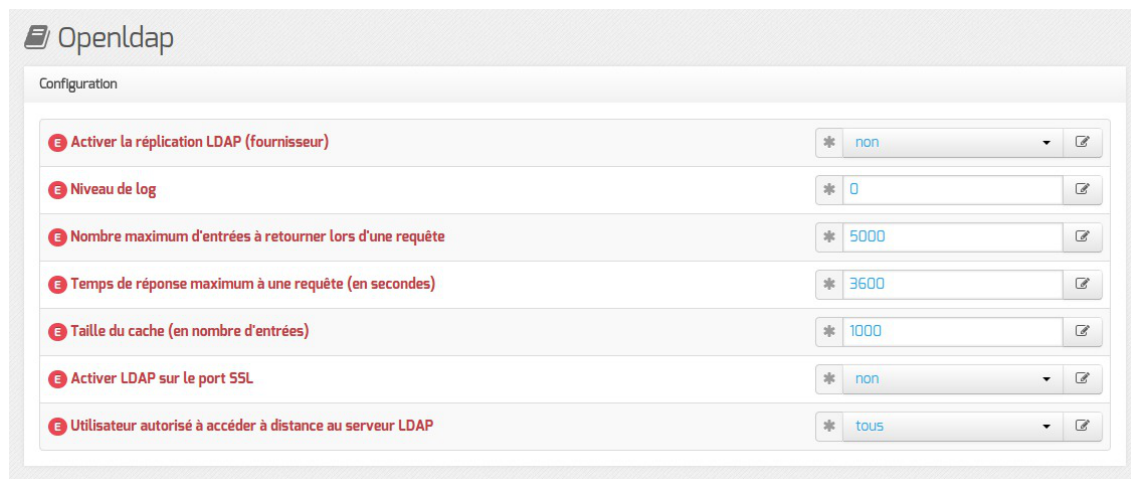 Openldap
Configuration
E Activer la réplication LDAP (fournisseur) * non
E Niveau de log * 0
E Nombre maximum d'entrées à retourner lors d'une requête * 5000
E Temps de réponse maximum à une requête (en secondes) * 3600
E Taille du cache (en nombre d'entrées) * 1000
E Activer LDAP sur le port SSL * non
E Utilisateur autorisé à accéder à distance au serveur LDAP * tous